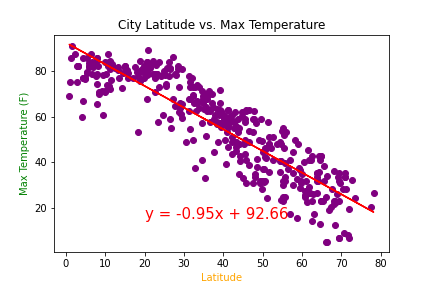 City Latitude vs. Max Temperature
Max Temperature (F)
80
60
40
20
y = -0.95x + 92.66
0 10 20 30 40 50 60 70 80
Latitude